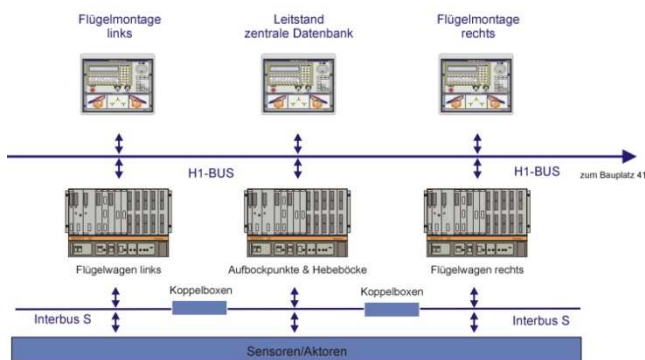 Flügelmontage
links
Leitstand
zentrale Datenbank
Flügelmontage
rechts
H1-BUS
H1-BUS
zum Bauplatz 41
Flügelwagen links
Aufbockpunkte & Hebeböcke
Flügelwagen rechts
Koppelboxen
Koppelboxen
Interbus S
Interbus S
Sensoren/Aktoren